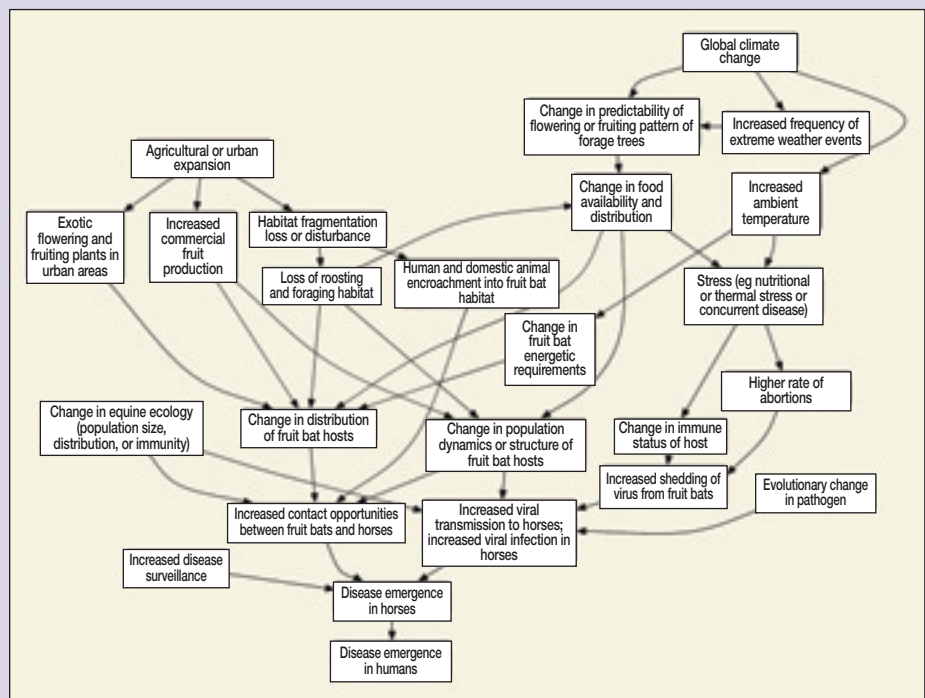 Global climate
change
Change in predictability of
flowering or fruiting pattern of
forage trees
Increased frequency of
extreme weather events
Agricultural or urban
expansion
Change in food
availability and
distribution
Increased
ambient
temperature
Exotic
flowering and
fruiting plants in
urban areas
Increased
commercial
fruit
production
Habitat fragmentation
loss or disturbance
Loss of roosting
and foraging habitat
Human and domestic animal
encroachment into fruit bat
habitat
Stress (eg nutritional
or thermal stress or
concurrent disease)
Change in
fruit bat
energetic
requirements
Higher rate of
abortions
Change in equine ecology
(population size,
distribution, or immunity)
Change in distribution
of fruit bat hosts
Change in population
dynamics or structure of
fruit bat hosts
Change in immune
status of host
Increased shedding of
virus from fruit bats
Evolutionary change
in pathogen
Increased contact opportunities
between fruit bats and horses
Increased viral
transmission to horses;
increased viral infection in
horses
Increased disease
surveillance
Disease emergence
in horses
Disease emergence
in humans